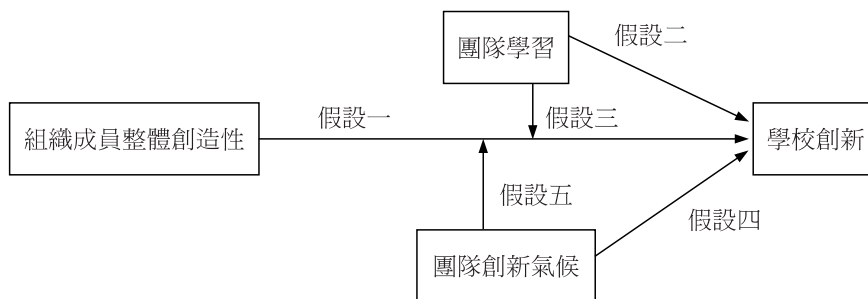 團隊學習
假設二
假設一
假設三
組織成員整體創造性
學校創新
假設五
假設四
團隊創新氣候